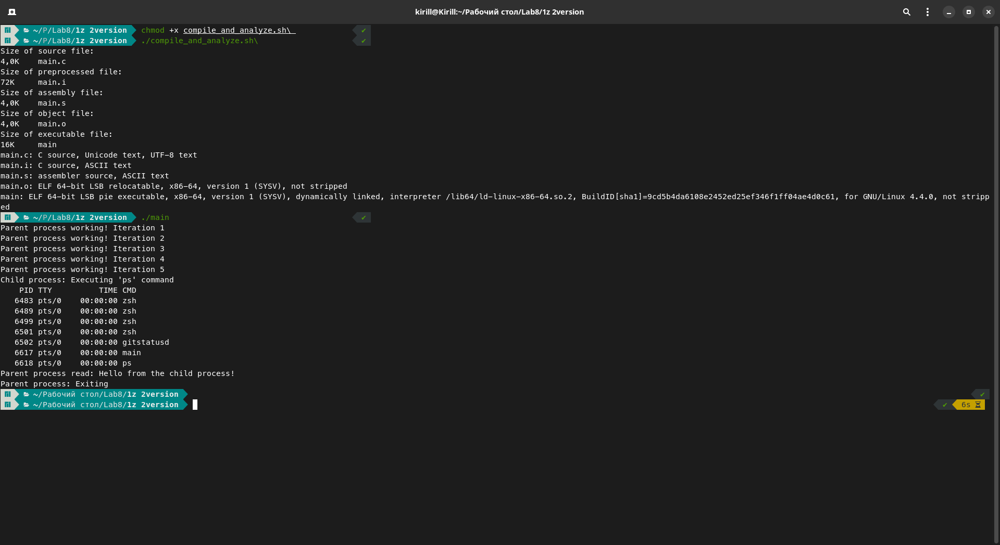 kirill@Kirill:~/Рабочий стол/Lab8/1z 2version
~/P/Lab8/1z 2version chmod +x compile_and_analyze.sh\ ✔
~/P/Lab8/1z 2version ./compile_and_analyze.sh\ ✔
Size of source file:
4,0K main.c
Size of preprocessed file:
72K main.i
Size of assembly file:
4,0K main.s
Size of object file:
4,0K main.o
Size of executable file:
16K main
main.c: C source, Unicode text, UTF-8 text
main.i: C source, ASCII text
main.s: assembler source, ASCII text
main.o: ELF 64-bit LSB relocatable, x86-64, version 1 (SYSV), not stripped
main: ELF 64-bit LSB pie executable, x86-64, version 1 (SYSV), dynamically linked, interpreter /lib64/ld-linux-x86-64.so.2, BuildID[sha1]=9cd5b4da6108e2452ed25ef346f1ff04ae4d0c61, for GNU/Linux 4.4.0, not stripp
ed
~/P/Lab8/1z 2version ./main ✔
Parent process working! Iteration 1
Parent process working! Iteration 2
Parent process working! Iteration 3
Parent process working! Iteration 4
Parent process working! Iteration 5
Child process: Executing 'ps' command
PID TTY TIME CMD
6483 pts/0 00:00:00 zsh
6489 pts/0 00:00:00 zsh
6499 pts/0 00:00:00 zsh
6501 pts/0 00:00:00 zsh
6502 pts/0 00:00:00 gitstatusd
6617 pts/0 00:00:00 main
6618 pts/0 00:00:00 ps
Parent process read: Hello from the child process!
Parent process: Exiting
~/Рабочий стол/Lab8/1z 2version ✔
~/Рабочий стол/Lab8/1z 2version ✔ 6s